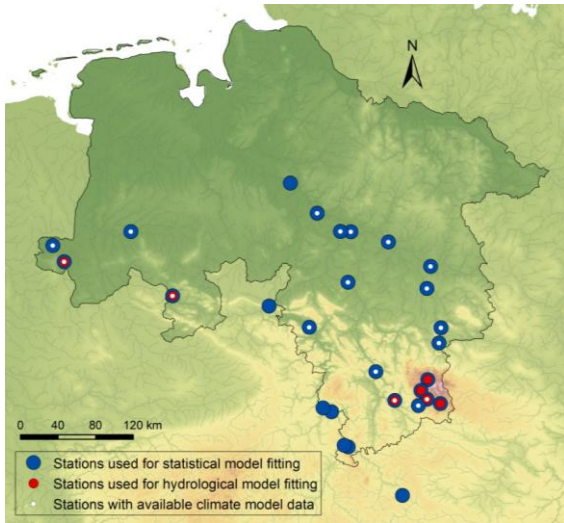 N
0 20 40 80 120 km
Stations used for statistical model fitting
Stations used for hydrological model fitting
Stations with available climate model data